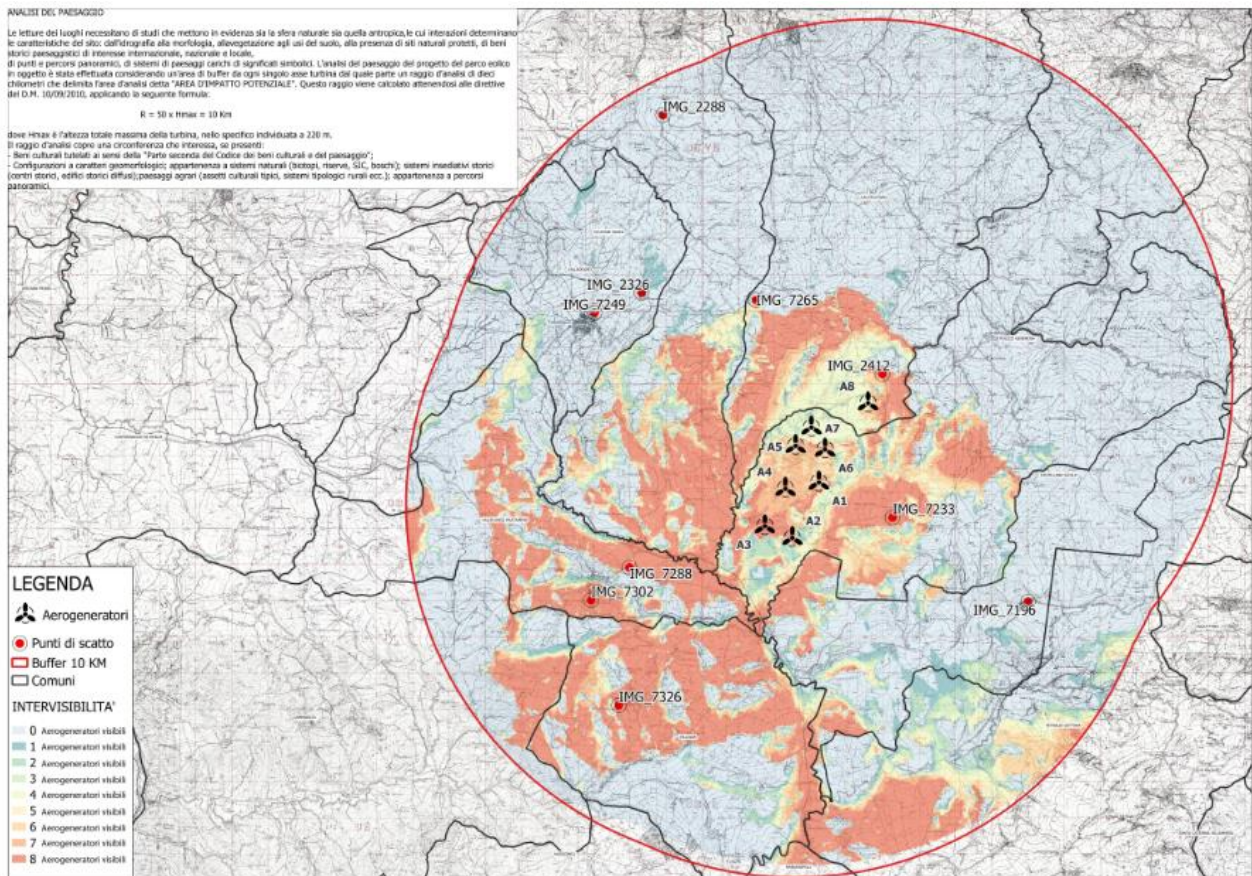 ANALISI DEL PAESAGGIO
Le letture dei luoghi necessitano di studi che mettono in evidenza sia la sfera naturale sia quella antropica,le cui interazioni determinano
le caratteristiche del sito: dall'idrografia alla morfologia, allavegetazione agli usi del suolo, alla presenza di siti naturali protetti, di beni
storici paesaggistici di interesse internazionale, nazionale e locale,
di punti e percorsi panoramici, di sistemi di paesaggi carichi di significati simbolici. L'analisi del paesaggio del progetto del parco eolico
in oggetto è stata effettuata considerando un'area di buffer da ogni singolo asse turbina dal quale parte un raggio d'analisi di dieci
chilometri che delimita l'area d'analisi detta "AREA D'IMPATTO POTENZIALE". Questo raggio viene calcolato attenendosi alle direttive
del D.M. 10/09/2010, applicando la seguente formula:
R = 50 x Hmax = 10 Km
dove Hmax è l'altezza totale massima della turbina, nello specifico individuata a 220 m.
Il raggio d'analisi copre una circonferenza che interessa, se presenti:
- Beni culturali tutelati ai sensi della "Parte seconda del Codice dei beni culturali e del paesaggio";
- Configurazioni a caratteri geomorfologici; appartenenza a sistemi naturali (biotopi, riserve, SIC, boschi); sistemi insediativi storici
(centri storici, edifici storici diffusi);paesaggi agrari (assetti culturali tipici, sistemi tipologici rurali ecc.); appartenenza a percorsi
panoramici.
IMG_2288
IMG_2326
IMG_7249
IMG_7265
IMG_2412
A8
A7
A5
A6
A4
A1
IMG_7233
A2
A3
IMG_7288
IMG_7302
IMG_7196
IMG_7326
LEGENDA
Aerogeneratori
Punti di scatto
Buffer 10 KM
Comuni
INTERVISIBILITA'
0 Aerogeneratori visibili
1 Aerogeneratori visibili
2 Aerogeneratori visibili
3 Aerogeneratori visibili
4 Aerogeneratori visibili
5 Aerogeneratori visibili
6 Aerogeneratori visibili
7 Aerogeneratori visibili
8 Aerogeneratori visibili